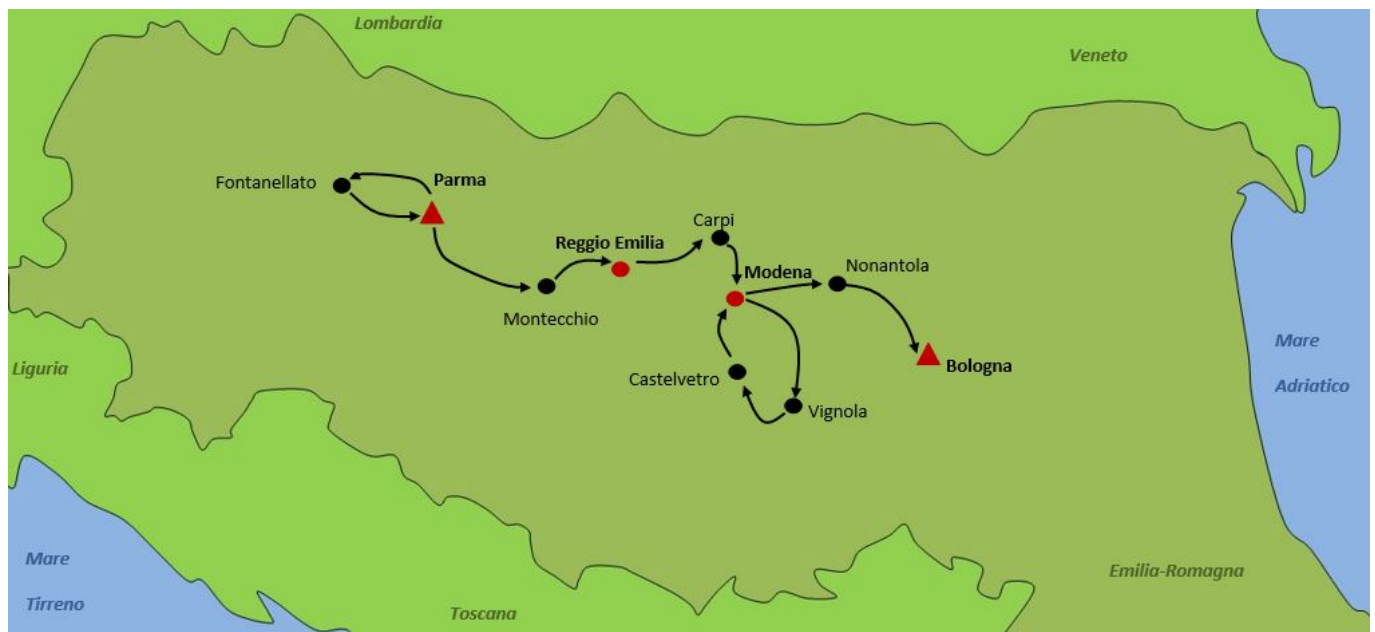 Lombardia
Veneto
Fontanellato
Parma
Carpi
Reggio Emilia
Modena
Nonantola
Montecchio
Mare
Adriatico
Liguria
Bologna
Castelvetro
Vignola
Mare
Tirreno
Emilia-Romagna
Toscana